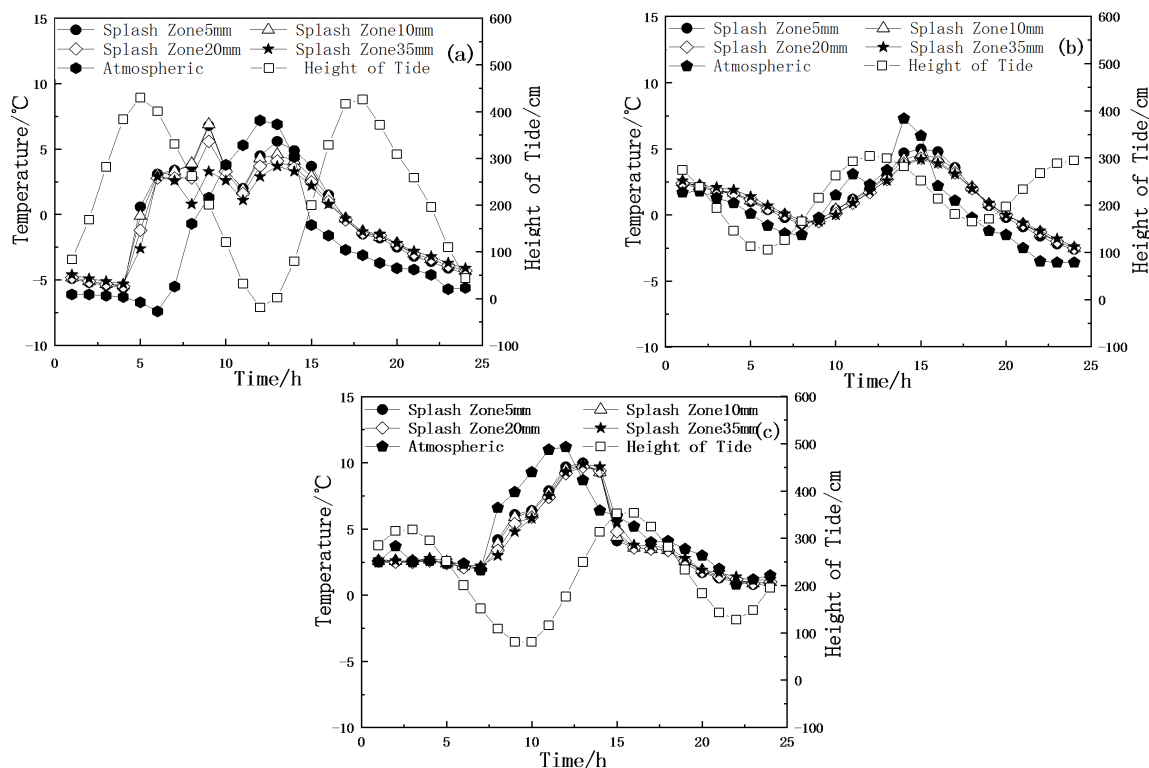 Splash Zone5mm Splash Zone10mm
Splash Zone20mm Splash Zone35mm
Atmospheric Height of Tide
(a)
Temperature/℃
15
10
5
0
-5
-10
0 5 10 15 20 25
Time/h
600
500
400
300
200
100
0
-100
Height of Tide/cm
Splash Zone5mm Splash Zone10mm
Splash Zone20mm Splash Zone35mm
Atmospheric Height of Tide
(b)
Temperature/℃
15
10
5
0
-5
-10
0 5 10 15 20 25
Time/h
600
500
400
300
200
100
0
-100
Height of Tide/cm
Splash Zone5mm Splash Zone10mm
Splash Zone20mm Splash Zone35mm
Atmospheric Height of Tide
(c)
Temperature/℃
15
10
5
0
-5
-10
0 5 10 15 20 25
Time/h
600
500
400
300
200
100
0
-100
Height of Tide/cm